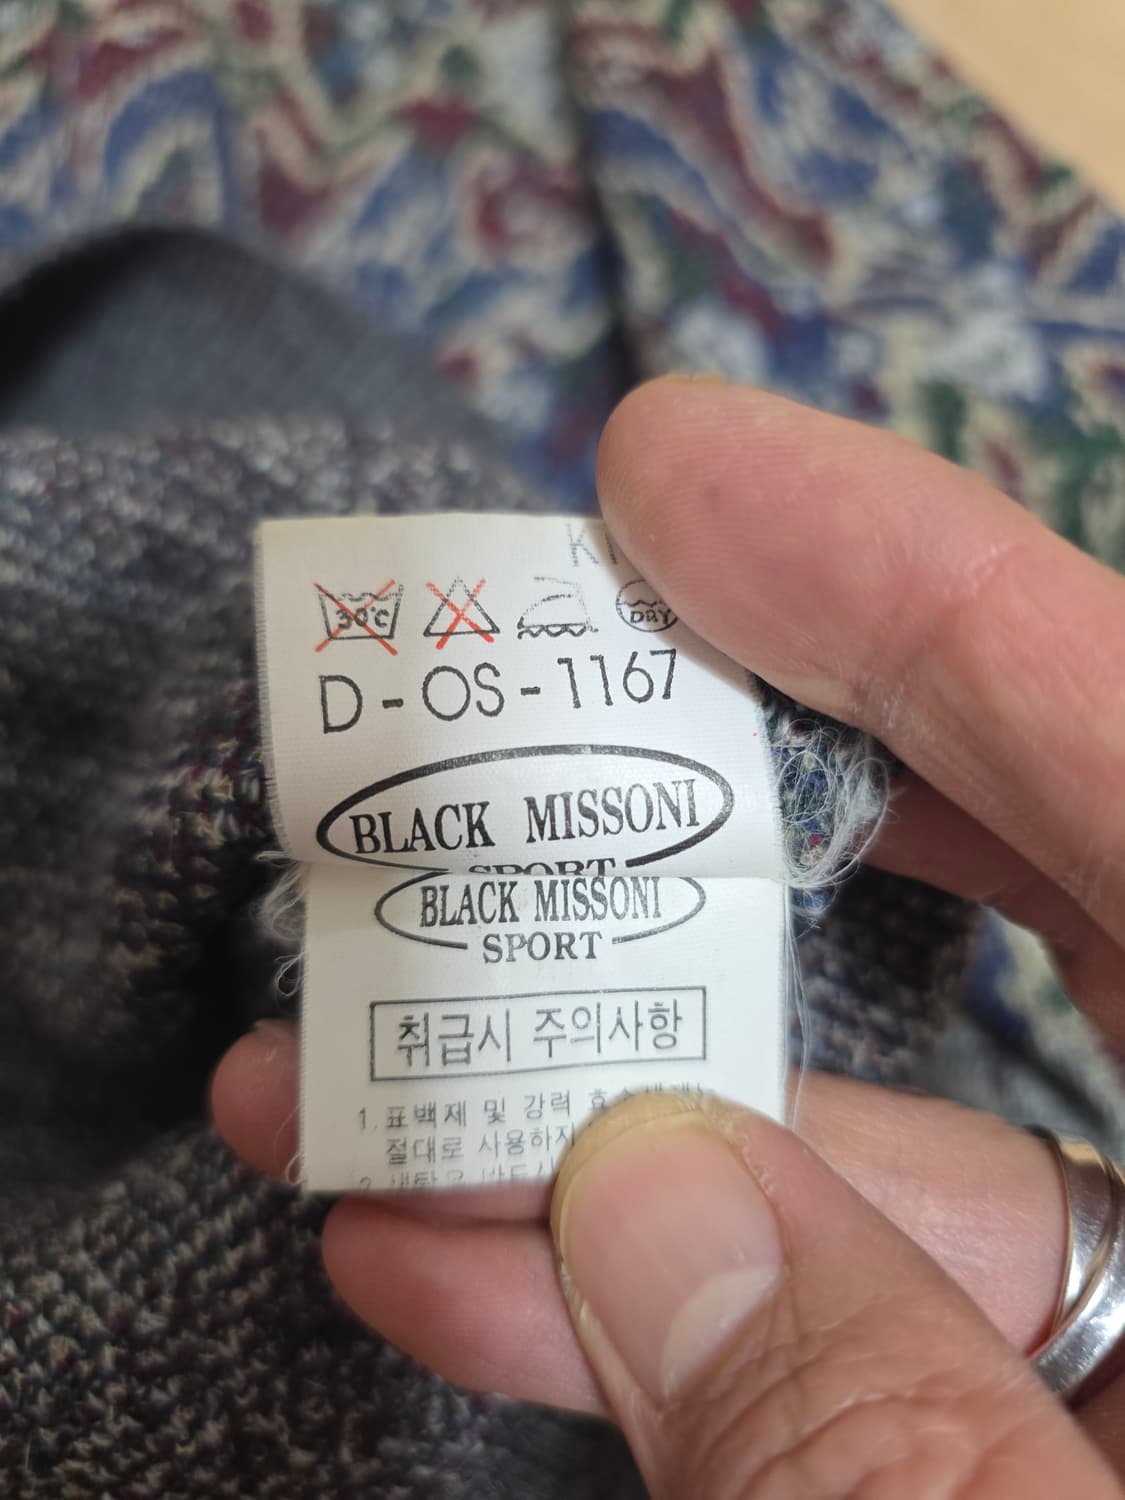 30°C
DRY
D-OS-1167
BLACK MISSONI
SPORT
BLACK MISSONI
SPORT
취급시 주의사항
1. 표백제 및 강력
절대로 사용하지
2.